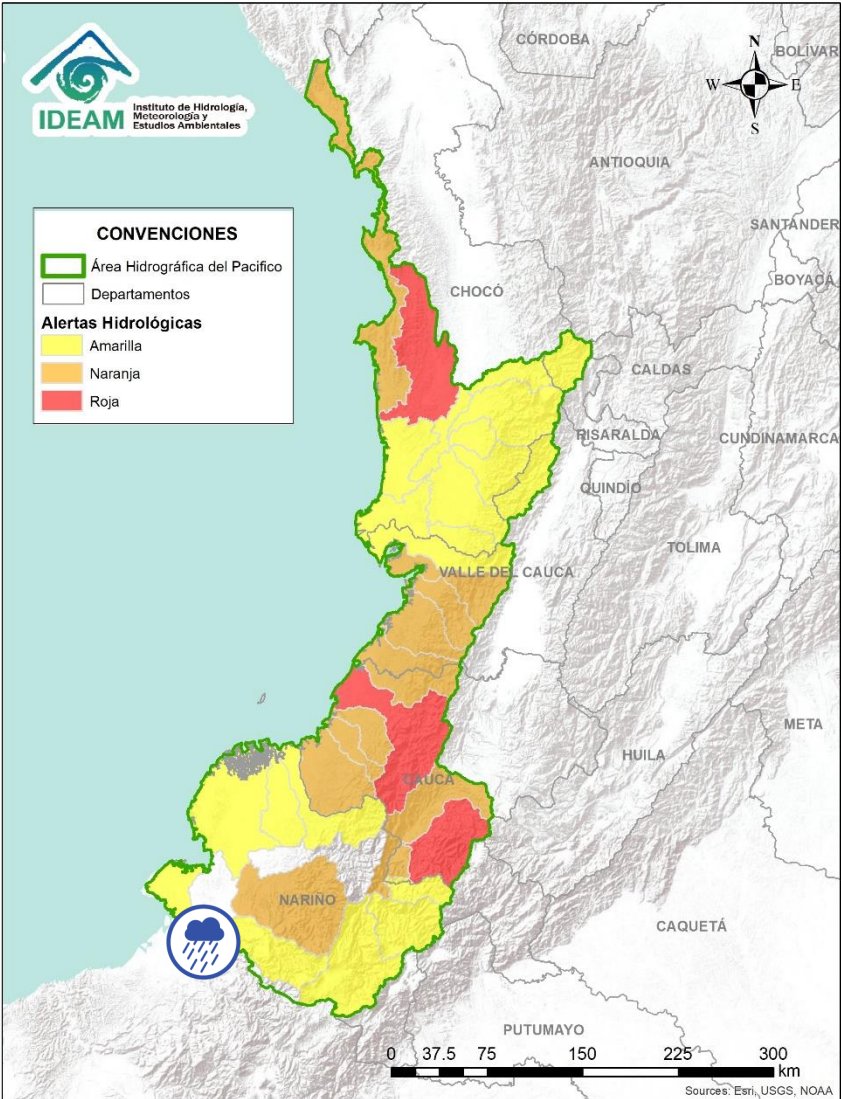 IDEAM
Instituto de Hidrología,
Meteorología y
Estudios Ambientales
CONVENCIONES
Área Hidrográfica del Pacifico
Departamentos
Alertas Hidrológicas
Amarilla
Naranja
Roja
N
W
E
S
CÓRDOBA
BOLÍVAR
ANTIOQUIA
SANTANDER
BOYACÁ
CHOCÓ
CALDAS
RISARALDA
CUNDINAMARCA
QUINDÍO
TOLIMA
VALLE DEL CAUCA
META
HUILA
CAUCA
NARIÑO
CAQUETÁ
PUTUMAYO
0 37.5 75 150 225 300
km
Sources: Esri, USGS, NOAA